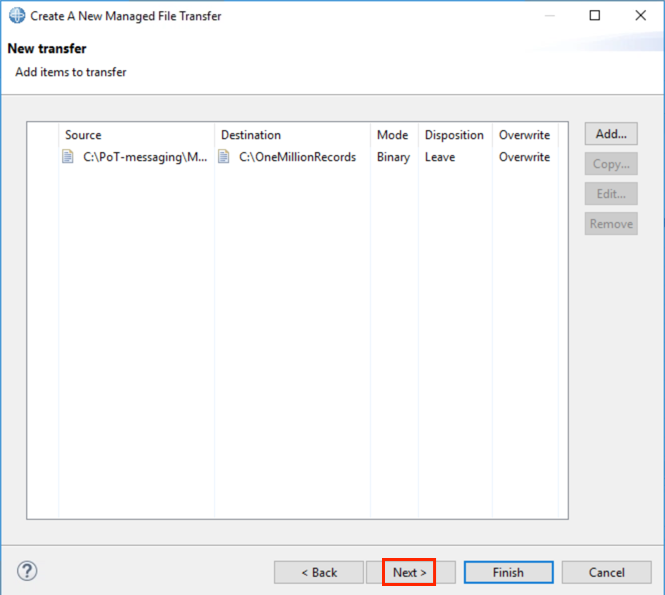 Create A New Managed File Transfer
New transfer
Add items to transfer
Source Destination Mode Disposition Overwrite
C:\PoT-messaging\M... C:\OneMillionRecords Binary Leave Overwrite
Add...
Copy...
Edit...
Remove
?
< Back Next > Finish Cancel